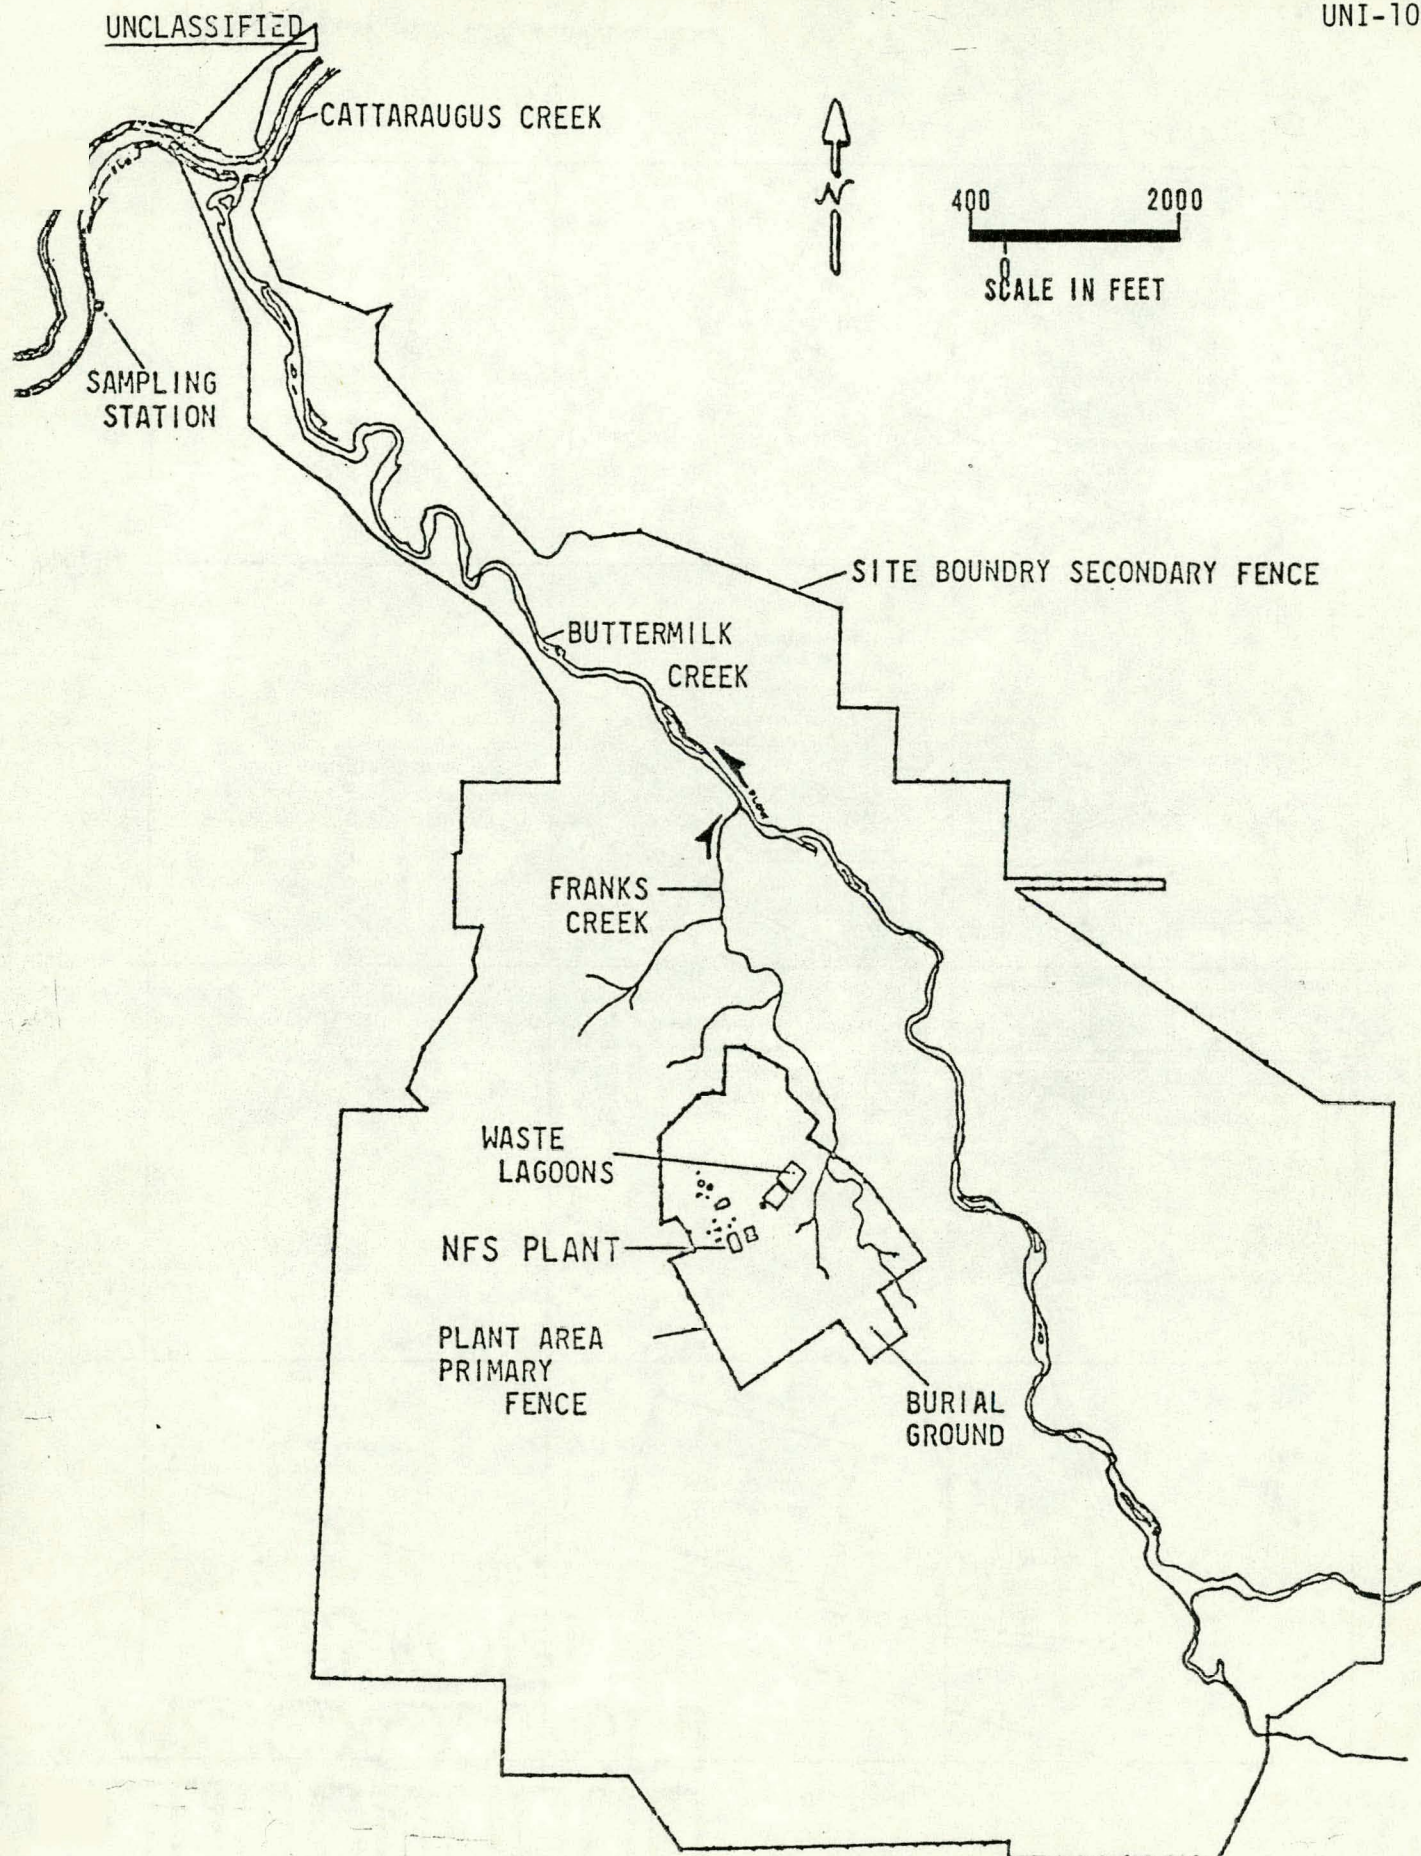 UNCLASSIFIED
UNI-10
CATTARAUGUS CREEK
N
400 2000
0
SCALE IN FEET
SAMPLING
STATION
SITE BOUNDRY SECONDARY FENCE
BUTTERMILK
CREEK
FLOW
FRANKS
CREEK
WASTE
LAGOONS
NFS PLANT
PLANT AREA
PRIMARY
FENCE
BURIAL
GROUND